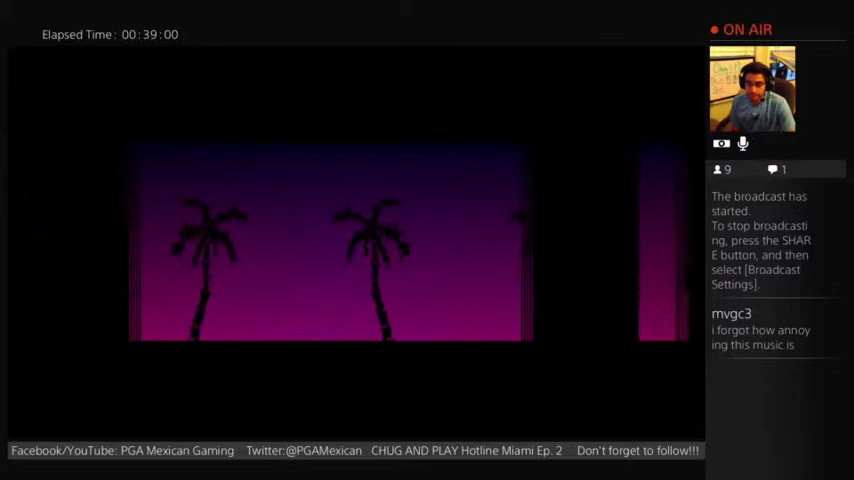 Elapsed Time: 00:39:00
ON AIR
9 1
The broadcast has
started.
To stop broadcasti
ng, press the SHAR
E button, and then
select [Broadcast
Settings].
mvgc3
i forgot how annoy
ing this music is
Facebook/YouTube: PGA Mexican Gaming Twitter:@PGAMexican CHUG AND PLAY Hotline Miami Ep. 2 Don't forget to follow!!!